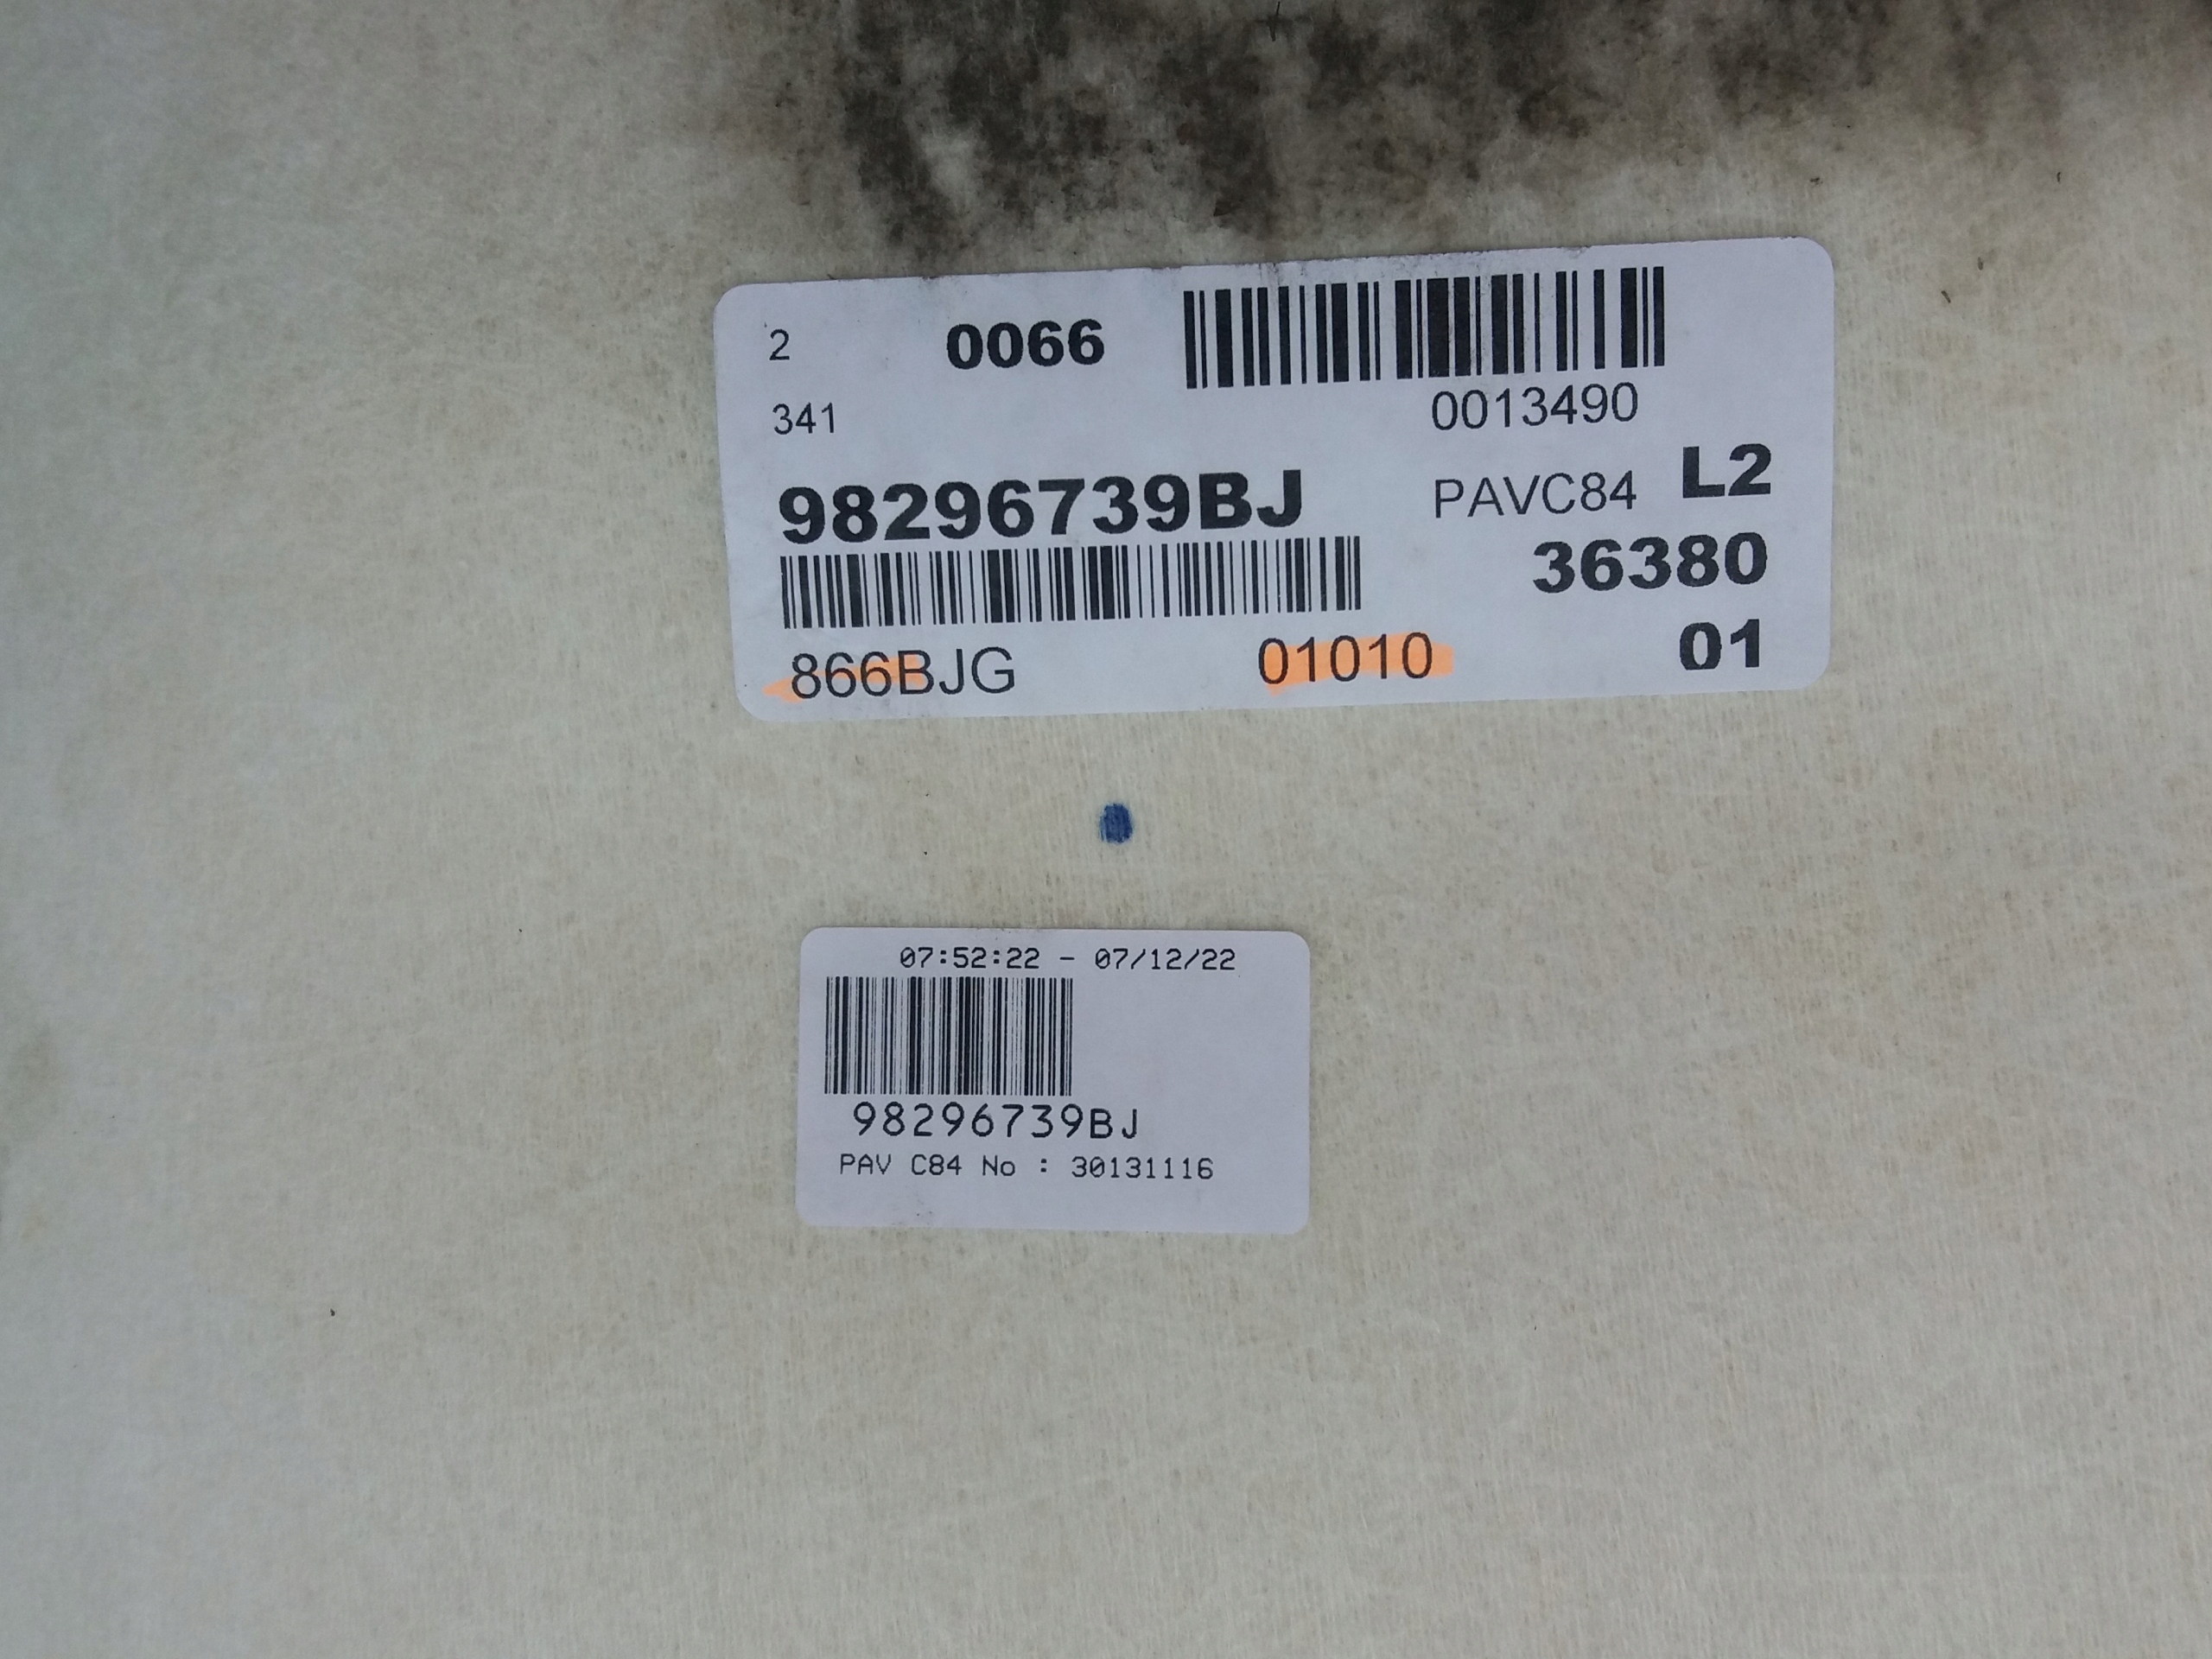 2 0066
0013490
341
98296739BJ PAVC84 L2
36380
866BJG 01010 01
07:52:22 - 07/12/22
98296739BJ
PAV C84 No : 30131116